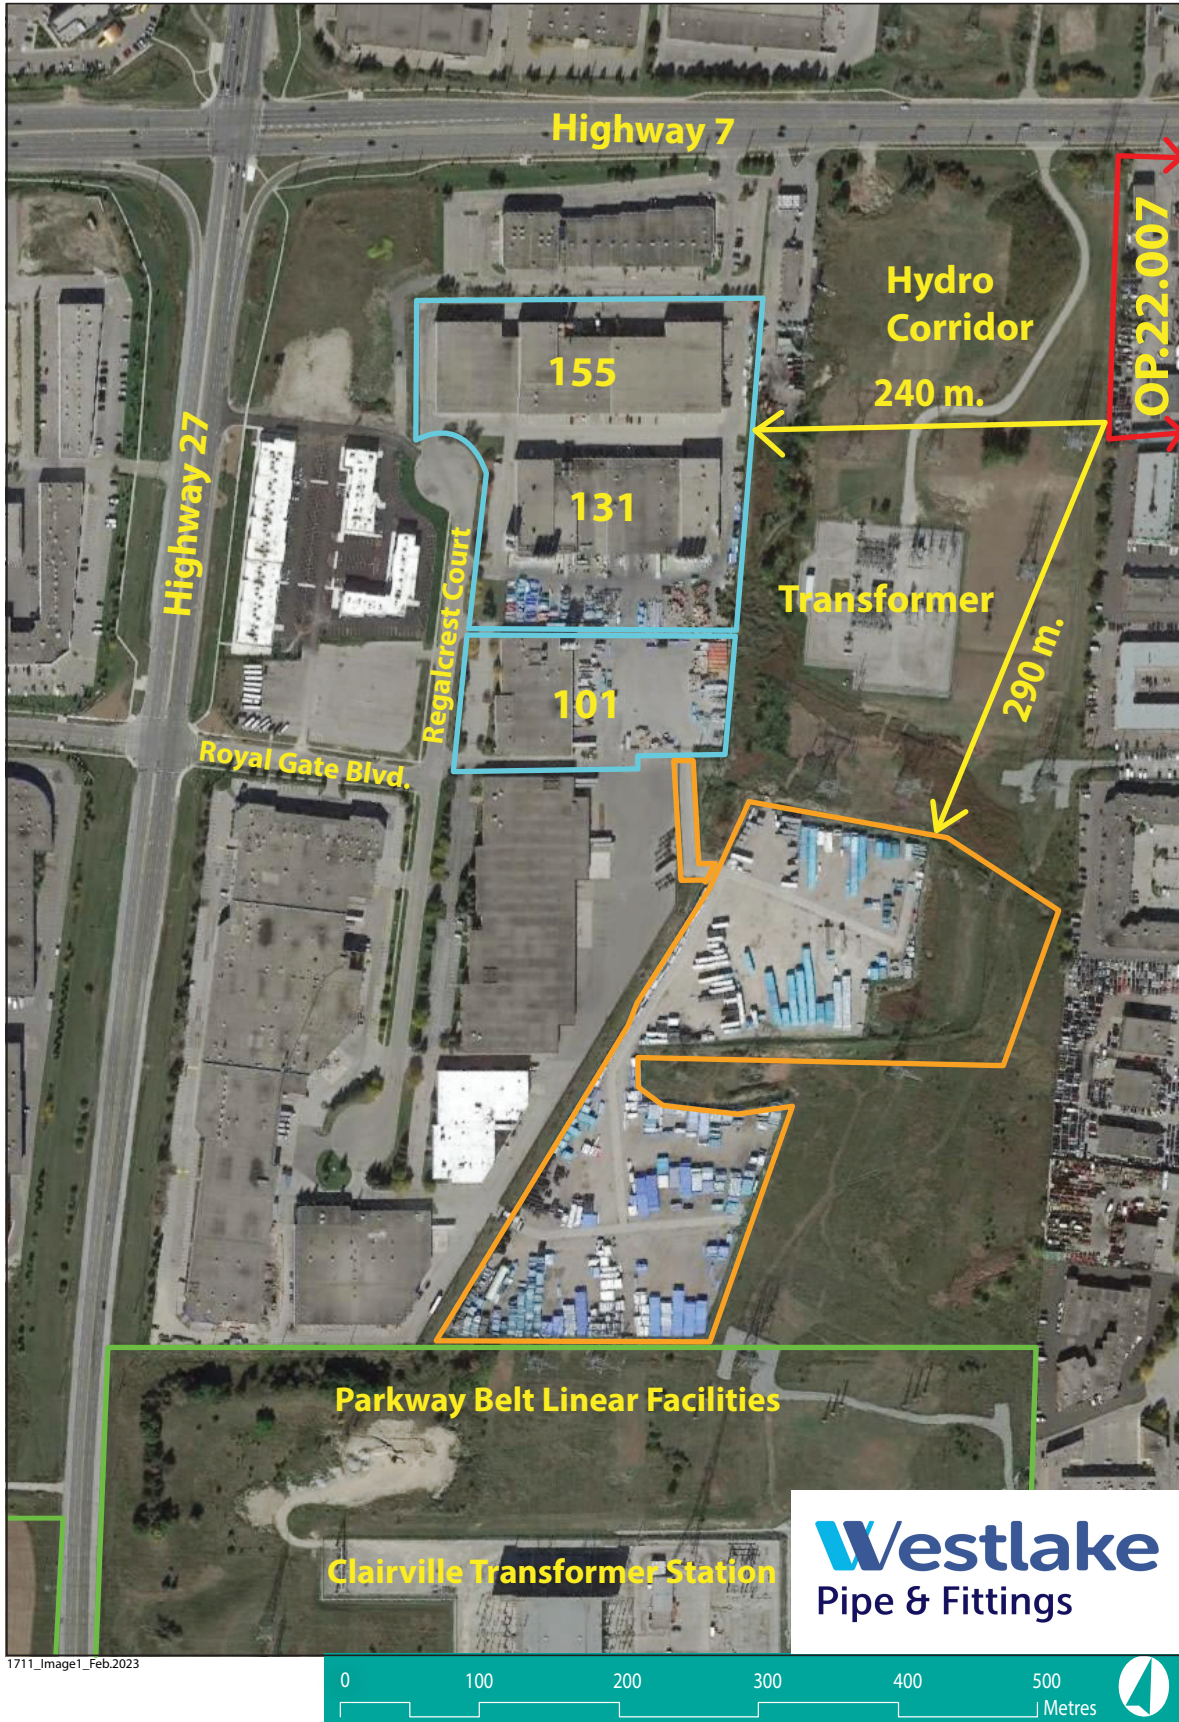 Highway 7
OP.22.007
Hydro
Corridor
240 m.
155
Highway 27
131
Regalcrest Court
Transformer
290 m.
101
Royal Gate Blvd.
Parkway Belt Linear Facilities
Clairville Transformer Station
Westlake
Pipe & Fittings
1711_Image1_Feb.2023
0 100 200 300 400 500
Metres